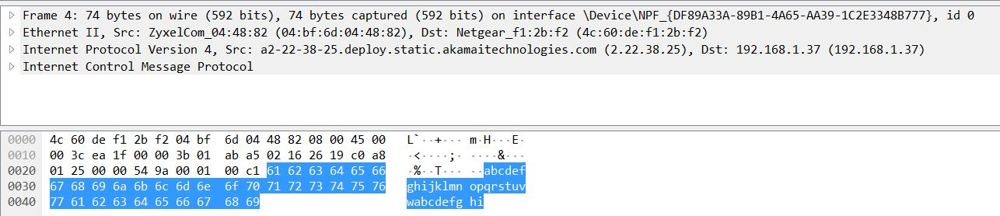 Frame 4: 74 bytes on wire (592 bits), 74 bytes captured (592 bits) on interface \Device\NPF_{DF89A33A-89B1-4A65-AA39-1C2E3348B777}, id 0
Ethernet II, Src: ZyxelCom_04:48:82 (04:bf:6d:04:48:82), Dst: Netgear_f1:2b:f2 (4c:60:de:f1:2b:f2)
Internet Protocol Version 4, Src: a2-22-38-25.deploy.static.akamaitechnologies.com (2.22.38.25), Dst: 192.168.1.37 (192.168.1.37)
Internet Control Message Protocol
0000 4c 60 de f1 2b f2 04 bf 6d 04 48 82 08 00 45 00 L`··+··· m·H···E·
0010 00 3c ea 1f 00 00 3b 01 ab a5 02 16 26 19 c0 a8 ·<····;· ····&···
0020 01 25 00 00 54 9a 00 01 00 c1 61 62 63 64 65 66 ·%··T··· ··abcdef
0030 67 68 69 6a 6b 6c 6d 6e 6f 70 71 72 73 74 75 76 ghijklmn opqrstuv
0040 77 61 62 63 64 65 66 67 68 69 wabcdefg hi